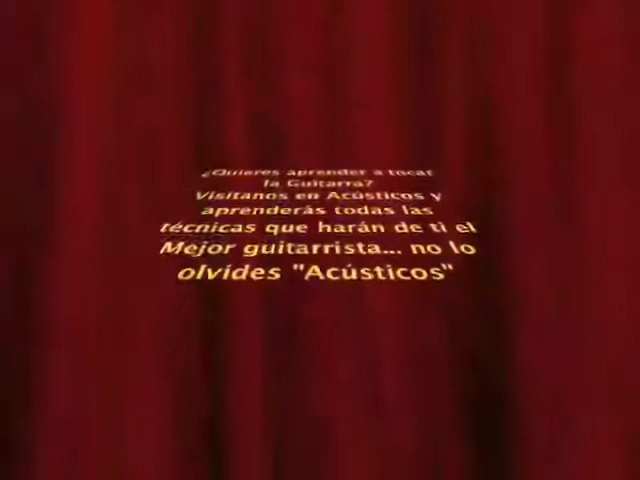 ¿Quieres aprender a tocar
la Guitarra?
Visítanos en Acústicos y
aprenderás todas las
técnicas que harán de ti el
Mejor guitarrista... no lo
olvides "Acústicos"